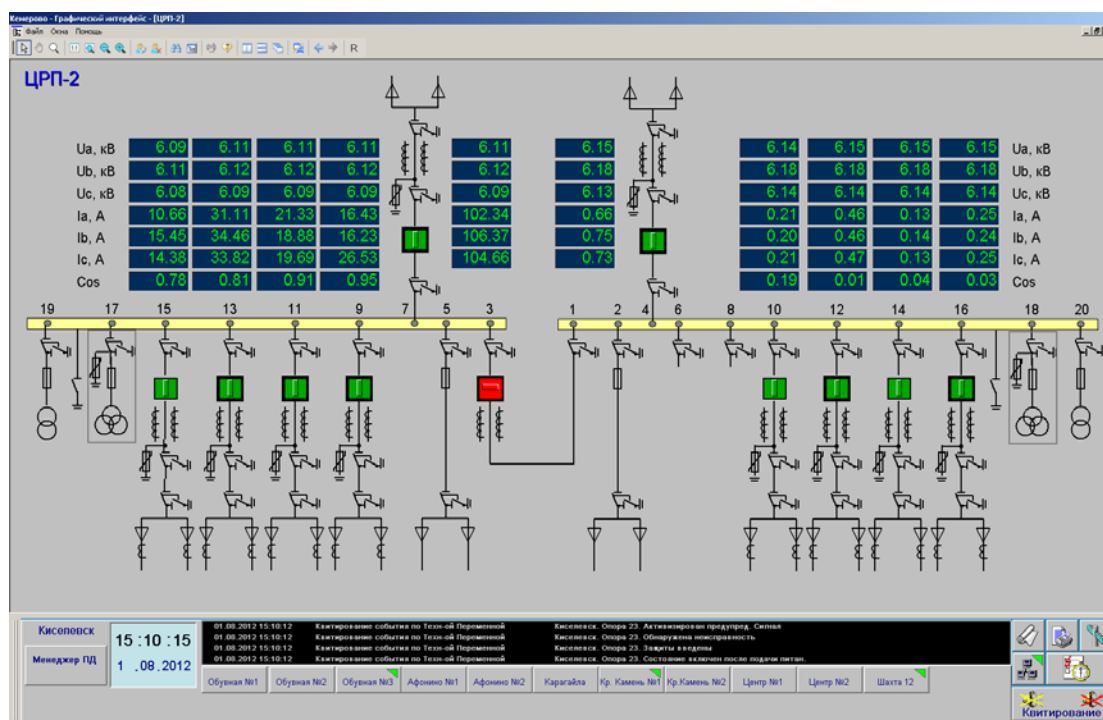 Кемерово - Графический интерфейс - [ЦРП-2]
Файл Окна Помощь
R
ЦРП-2
Ua, кВ 6.09 6.11 6.11 6.11 6.11 6.15 6.14 6.15 6.15 6.15 Ua, кВ
Ub, кВ 6.11 6.12 6.12 6.12 6.12 6.18 6.18 6.18 6.18 6.18 Ub, кВ
Uc, кВ 6.08 6.09 6.09 6.09 6.09 6.13 6.14 6.14 6.14 6.14 Uc, кВ
Ia, А 10.66 31.11 21.33 16.43 102.34 0.66 0.21 0.46 0.13 0.25 Ia, А
Ib, А 15.45 34.46 18.88 16.23 106.37 0.75 0.20 0.46 0.14 0.24 Ib, А
Ic, А 14.38 33.82 19.69 26.53 104.66 0.73 0.21 0.47 0.13 0.25 Ic, А
Cos 0.78 0.81 0.91 0.95 0.19 0.01 0.04 0.03 Cos
19 17 15 13 11 9 7 5 3 1 2 4 6 8 10 12 14 16 18 20
Киселевск
Менеджер ПД
15:10:15
1 .08.2012
01.08.2012 15:10:12 Квитирование события по Техн-ой Переменной Киселевск. Опора 23. Активизирован предупред. Сигнал
01.08.2012 15:10:12 Квитирование события по Техн-ой Переменной Киселевск. Опора 23. Обнаружена неисправность
01.08.2012 15:10:12 Квитирование события по Техн-ой Переменной Киселевск. Опора 23. Защиты введены
01.08.2012 15:10:12 Квитирование события по Техн-ой Переменной Киселевск. Опора 23. Состояние включен после подачи питан.
Обувная №1 Обувная №2 Обувная №3 Афонино №1 Афонино №2 Карагайла Кр. Камень №1 Кр.Камень №2 Центр №1 Центр №2 Шахта 12
Квитирование